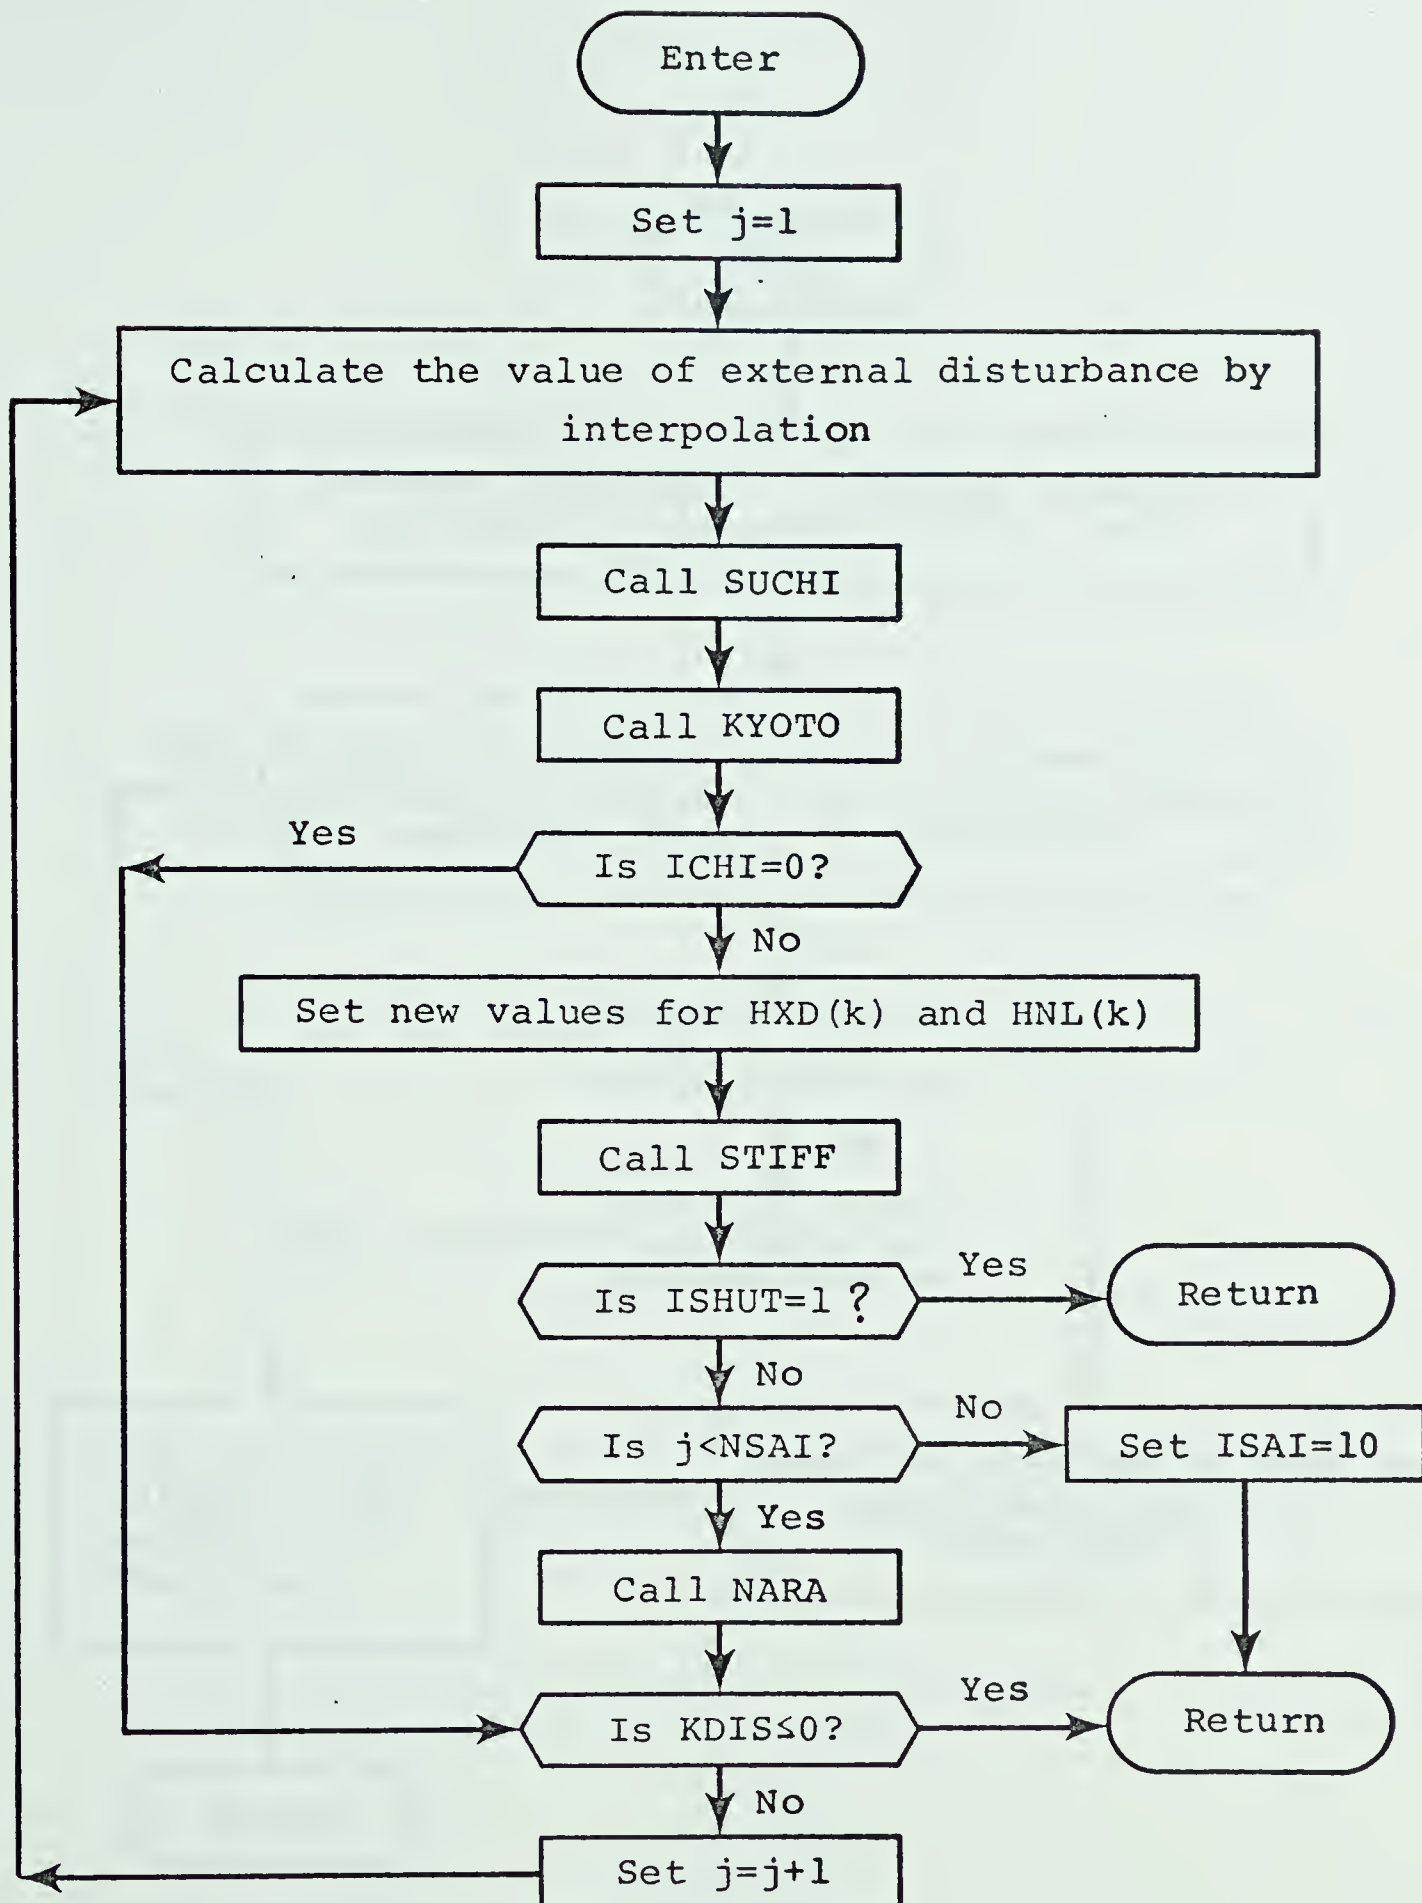 Enter
Set j=1
Calculate the value of external disturbance by
interpolation
Call SUCHI
Call KYOTO
Yes
Is ICHI=0?
No
Set new values for HXD(k) and HNL(k)
Call STIFF
Is ISHUT=1?
Yes
Return
No
Is j<NSAI?
No
Set ISAI=10
Yes
Call NARA
Is KDIS≤0?
Yes
Return
No
Set j=j+1